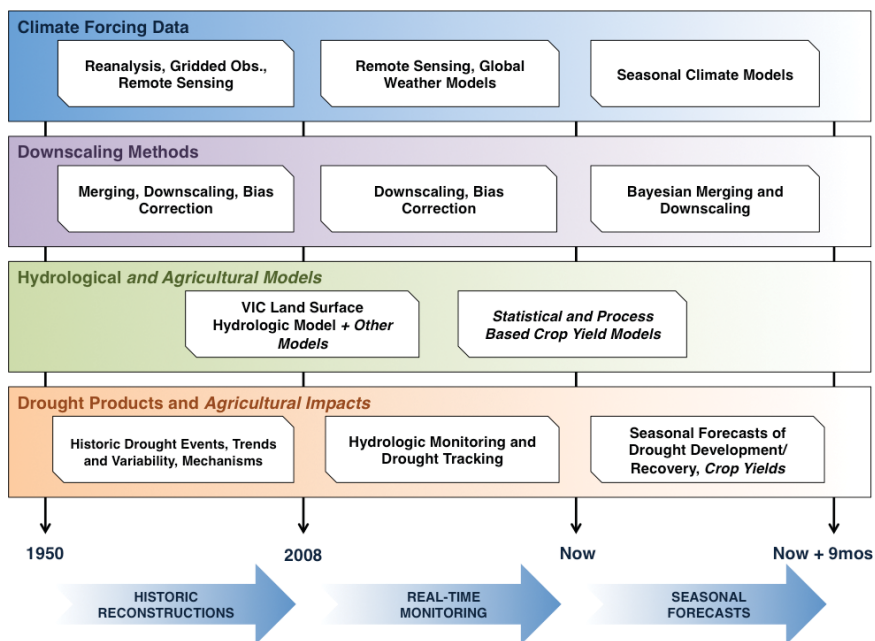 Climate Forcing Data
Reanalysis, Gridded Obs.,
Remote Sensing
Remote Sensing, Global
Weather Models
Seasonal Climate Models
Downscaling Methods
Merging, Downscaling, Bias
Correction
Downscaling, Bias
Correction
Bayesian Merging and
Downscaling
Hydrological and Agricultural Models
VIC Land Surface
Hydrologic Model + Other
Models
Statistical and Process
Based Crop Yield Models
Drought Products and Agricultural Impacts
Historic Drought Events, Trends
and Variability, Mechanisms
Hydrologic Monitoring and
Drought Tracking
Seasonal Forecasts of
Drought Development/
Recovery, Crop Yields
1950
2008
Now
Now + 9mos
HISTORIC
RECONSTRUCTIONS
REAL-TIME
MONITORING
SEASONAL
FORECASTS